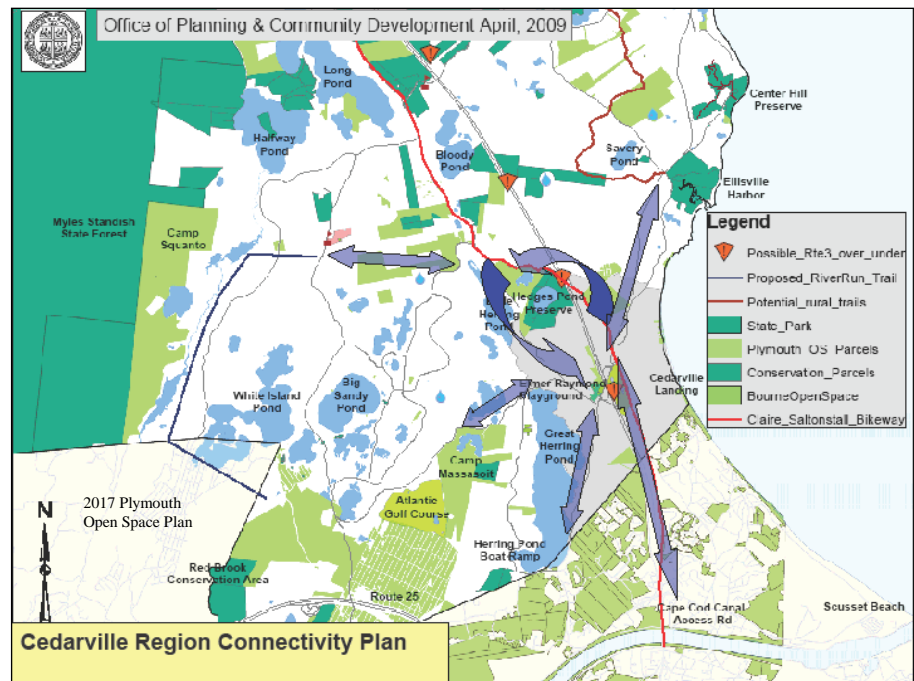 Office of Planning & Community Development April, 2009
Long
Pond
Center Hill
Preserve
Halfway
Pond
Bloody
Pond
Savery
Pond
Ellisville
Harbor
Myles Standish
State Forest
Camp
Squanto
Legend
Possible_Rte3_over_under
Proposed_RiverRun_Trail
Potential_rural_trails
State_Park
Plymouth_OS_Parcels
Conservation_Parcels
BourneOpenSpace
Claire_Saltonstall_Bikeway
Hedges Pond
Preserve
Herring
Pond
Raymond
Playground
Cedarville
Landing
White Island
Pond
Big
Sandy
Pond
Great
Herring
Pond
Camp
Massasoit
Atlantic
Golf Course
N
2017 Plymouth
Open Space Plan
Herring Pond
Boat Ramp
Red Brook
Conservation Area
Route 25
Cape Cod Canal
Access Rd
Scusset Beach
Cedarville Region Connectivity Plan